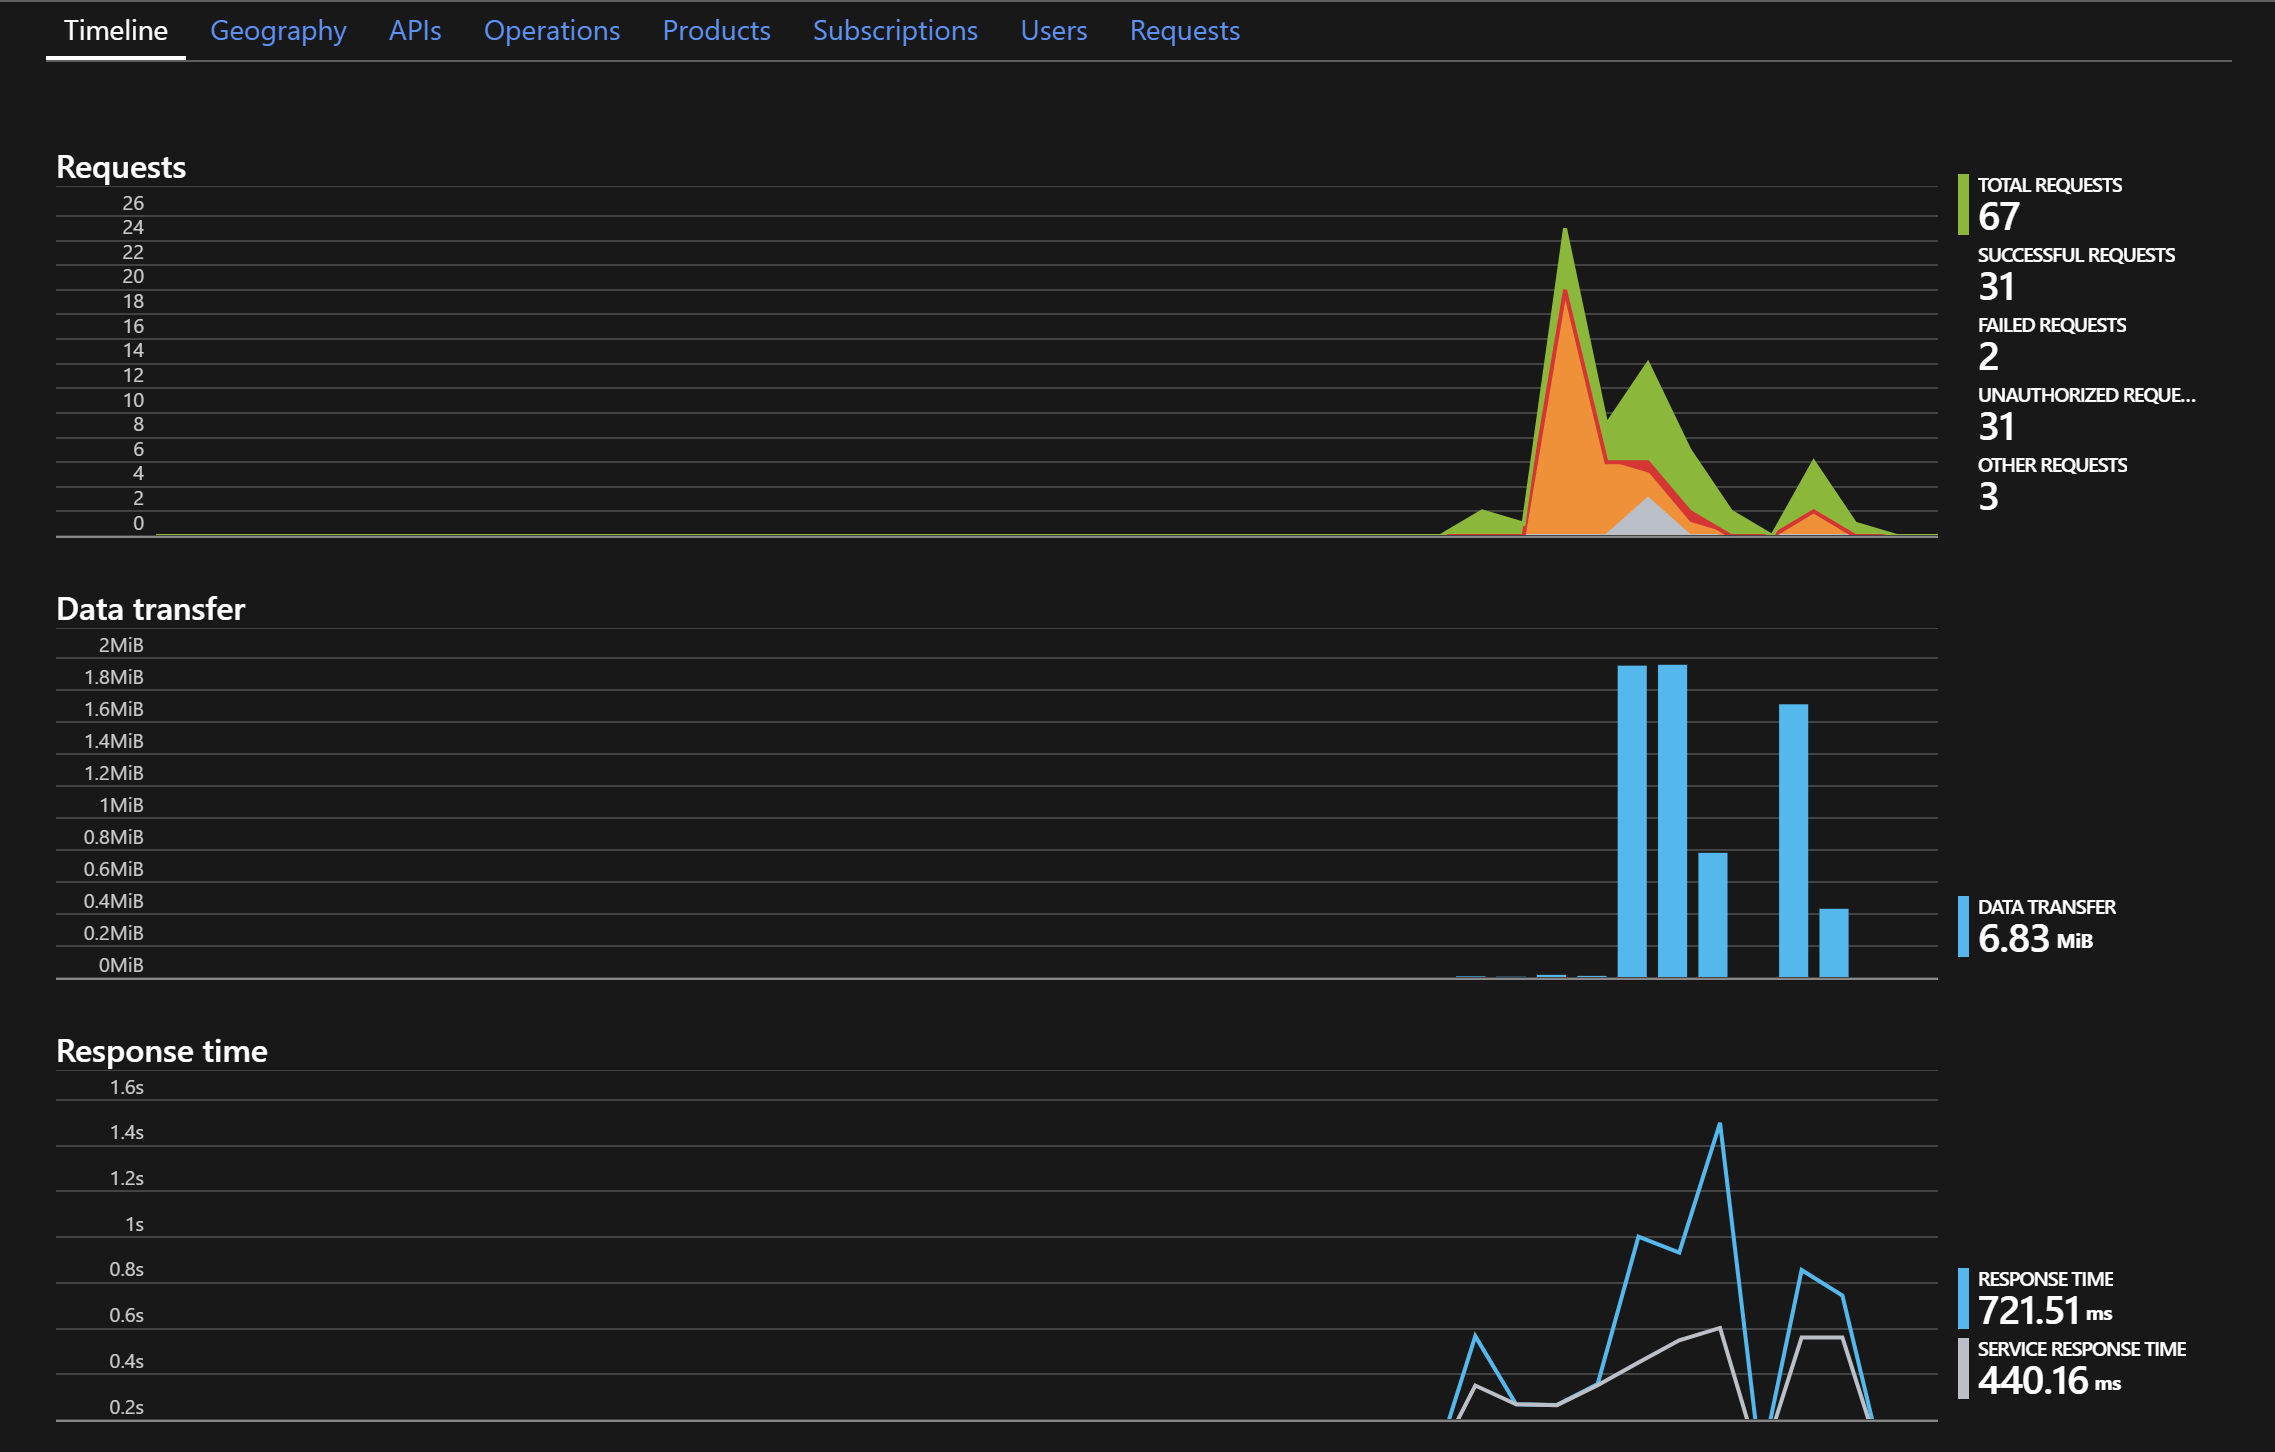 Timeline Geography APIs Operations Products Subscriptions Users Requests
Requests
26
24
22
20
18
16
14
12
10
8
6
4
2
0
TOTAL REQUESTS
67
SUCCESSFUL REQUESTS
31
FAILED REQUESTS
2
UNAUTHORIZED REQUE...
31
OTHER REQUESTS
3
Data transfer
2MiB
1.8MiB
1.6MiB
1.4MiB
1.2MiB
1MiB
0.8MiB
0.6MiB
0.4MiB
0.2MiB
0MiB
DATA TRANSFER
6.83 MiB
Response time
1.6s
1.4s
1.2s
1s
0.8s
0.6s
0.4s
0.2s
RESPONSE TIME
721.51 ms
SERVICE RESPONSE TIME
440.16 ms